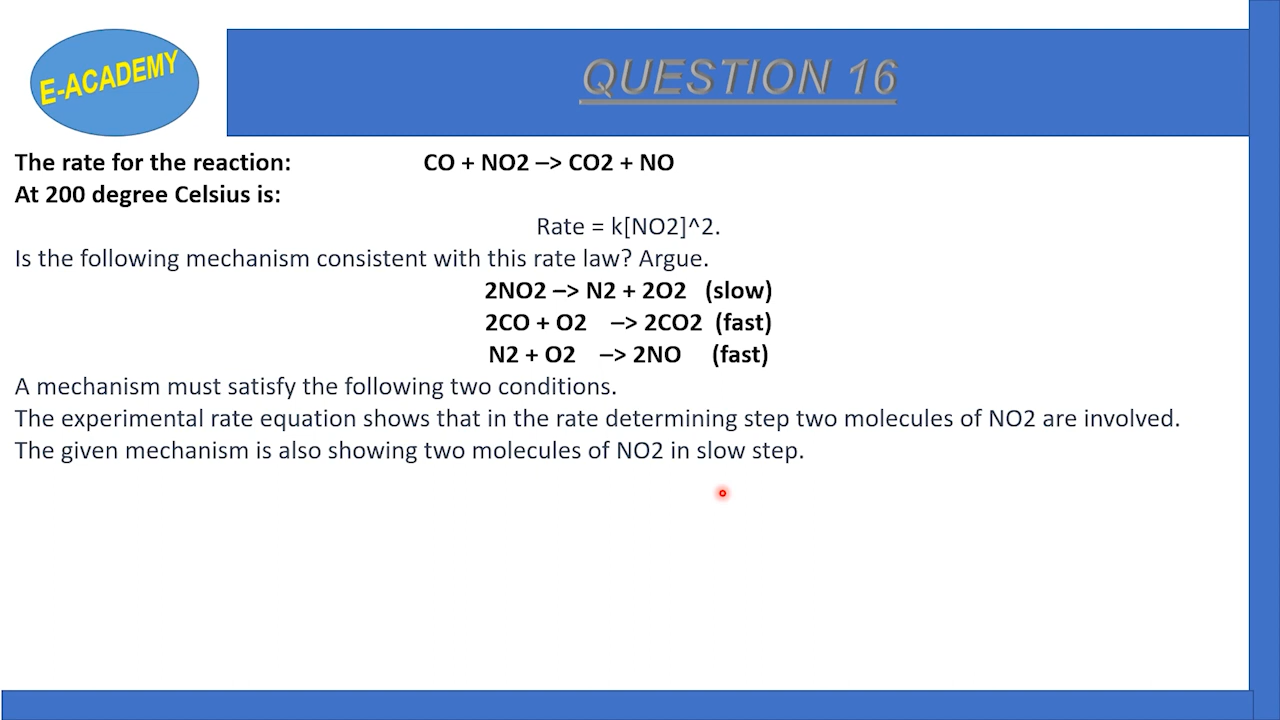 E-ACADEMY
QUESTION 16
The rate for the reaction: CO + NO2 –> CO2 + NO
At 200 degree Celsius is:
Rate = k[NO2]^2.
Is the following mechanism consistent with this rate law? Argue.
2NO2 –> N2 + 2O2 (slow)
2CO + O2 –> 2CO2 (fast)
N2 + O2 –> 2NO (fast)
A mechanism must satisfy the following two conditions.
The experimental rate equation shows that in the rate determining step two molecules of NO2 are involved.
The given mechanism is also showing two molecules of NO2 in slow step.